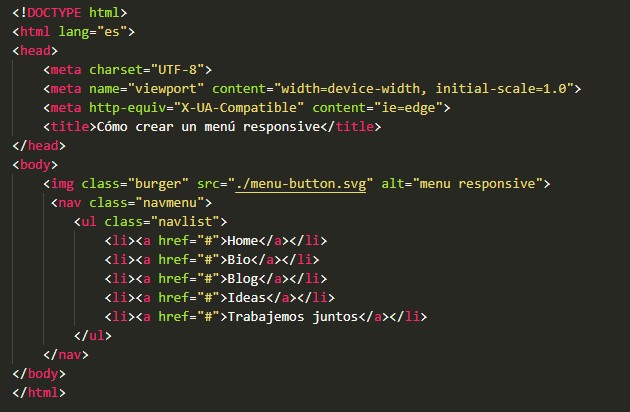 <!DOCTYPE html>
<html lang="es">
<head>
    <meta charset="UTF-8">
    <meta name="viewport" content="width=device-width, initial-scale=1.0">
    <meta http-equiv="X-UA-Compatible" content="ie=edge">
    <title>Cómo crear un menú responsive</title>
</head>
<body>
    <img class="burger" src="./menu-button.svg" alt="menu responsive">
     <nav class="navmenu">
        <ul class="navlist">
            <li><a href="#">Home</a></li>
            <li><a href="#">Bio</a></li>
            <li><a href="#">Blog</a></li>
            <li><a href="#">Ideas</a></li>
            <li><a href="#">Trabajemos juntos</a></li>
        </ul>
    </nav>
</body>
</html>